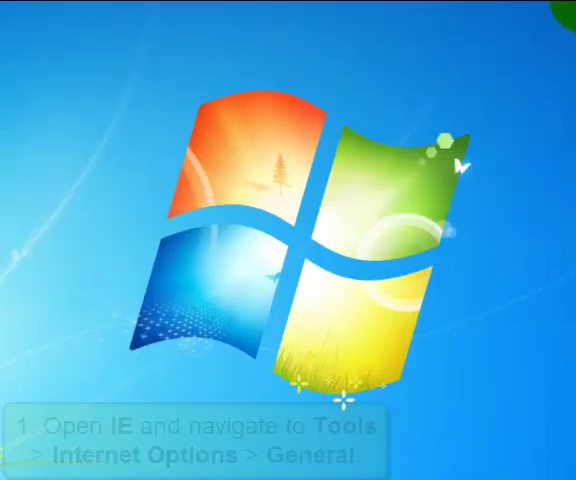 1. Open IE and navigate to Tools
> Internet Options > General